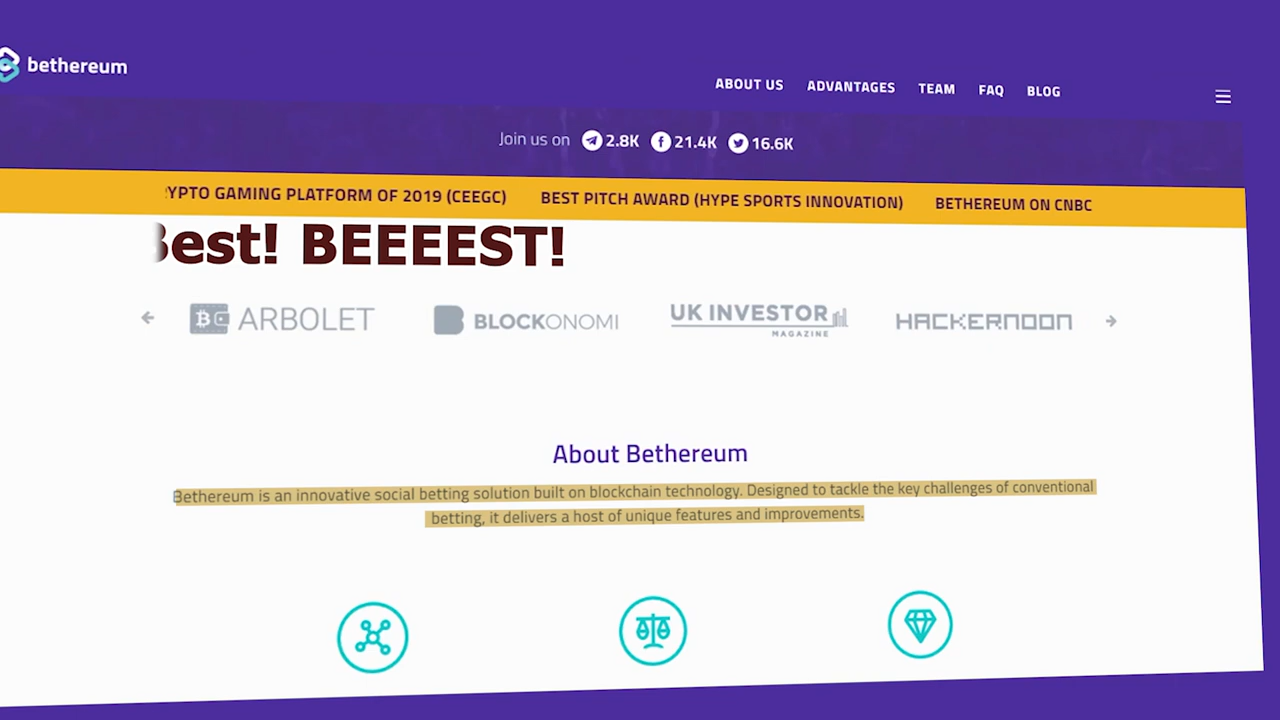 bethereum
ABOUT US ADVANTAGES TEAM FAQ BLOG
Join us on 2.8K 21.4K 16.6K
YPTO GAMING PLATFORM OF 2019 (CEEGC) BEST PITCH AWARD (HYPE SPORTS INNOVATION) BETHEREUM ON CNBC
Best! BEEEEST!
ARBOLET BLOCKONOMI UK INVESTOR MAGAZINE HACKERNOON
About Bethereum
Bethereum is an innovative social betting solution built on blockchain technology. Designed to tackle the key challenges of conventional
betting, it delivers a host of unique features and improvements.